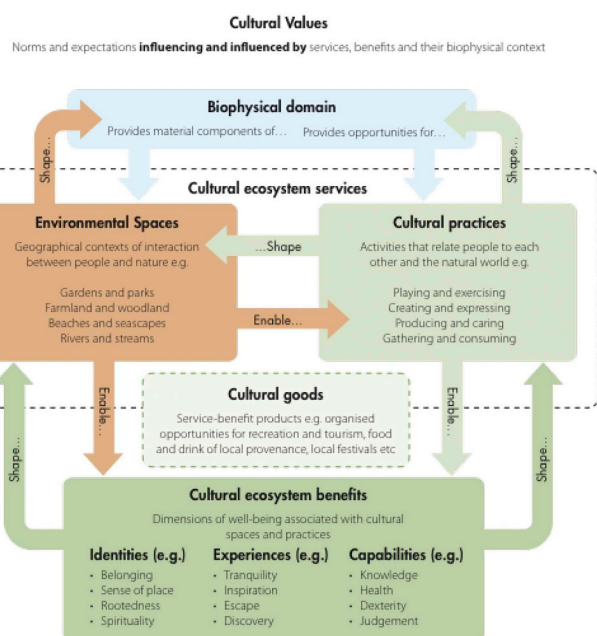 Cultural Values
Norms and expectations influencing and influenced by services, benefits and their biophysical context
Biophysical domain
Provides material components of… Provides opportunities for…
Shape…
Shape…
Cultural ecosystem services
Environmental Spaces
Geographical contexts of interaction
between people and nature e.g.
Gardens and parks
Farmland and woodland
Beaches and seascapes
Rivers and streams
…Shape
Enable…
Cultural practices
Activities that relate people to each
other and the natural world e.g.
Playing and exercising
Creating and expressing
Producing and caring
Gathering and consuming
Enable…
Enable…
Cultural goods
Service-benefit products e.g. organised
opportunities for recreation and tourism, food
and drink of local provenance, local festivals etc
Shape…
Shape…
Cultural ecosystem benefits
Dimensions of well-being associated with cultural
spaces and practices
Identities (e.g.)
• Belonging
• Sense of place
• Rootedness
• Spirituality
Experiences (e.g.)
• Tranquility
• Inspiration
• Escape
• Discovery
Capabilities (e.g.)
• Knowledge
• Health
• Dexterity
• Judgement